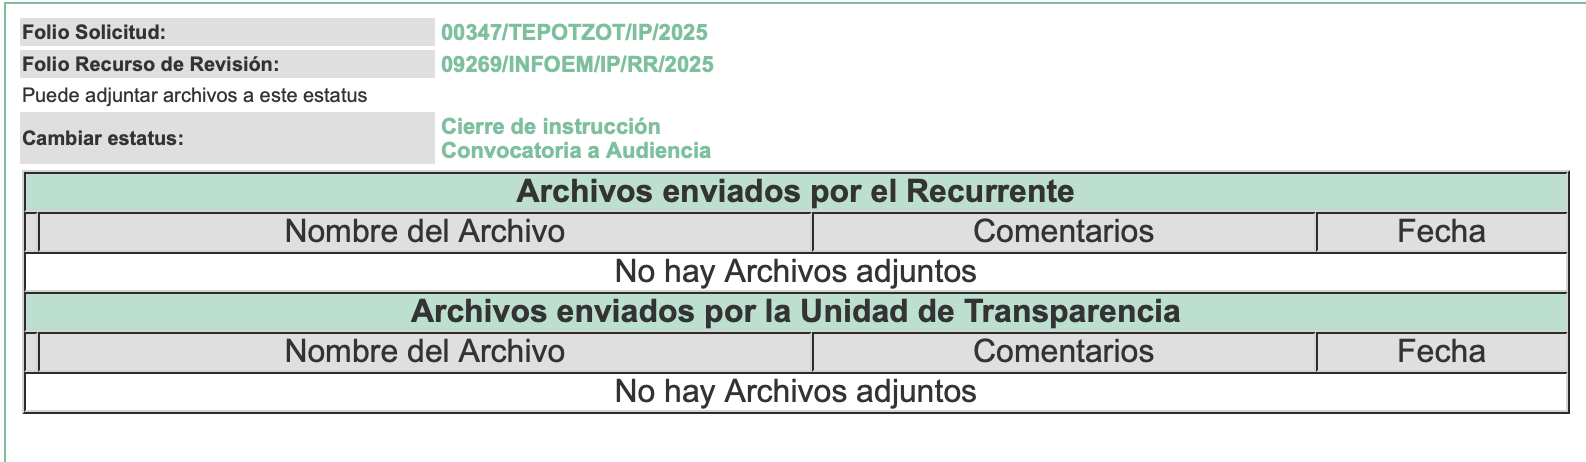 Folio Solicitud: 00347/TEPOTZOT/IP/2025
Folio Recurso de Revisión: 09269/INFOEM/IP/RR/2025
Puede adjuntar archivos a este estatus
Cambiar estatus: Cierre de instrucción
Convocatoria a Audiencia
Archivos enviados por el Recurrente
Nombre del Archivo Comentarios Fecha
No hay Archivos adjuntos
Archivos enviados por la Unidad de Transparencia
Nombre del Archivo Comentarios Fecha
No hay Archivos adjuntos